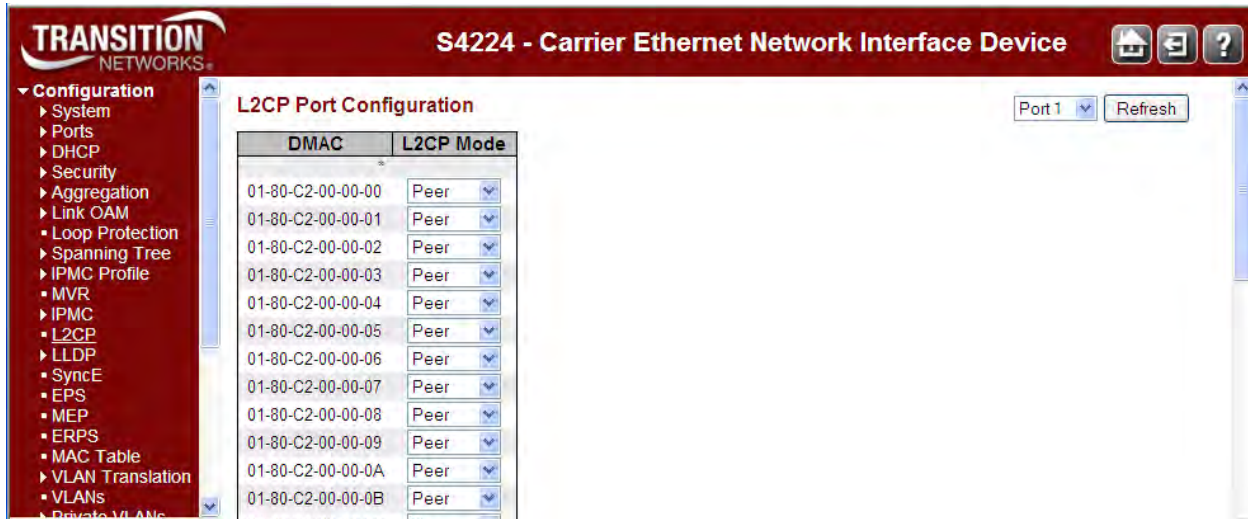 TRANSITION
NETWORKS®
S4224 - Carrier Ethernet Network Interface Device
?
Configuration
System
Ports
DHCP
Security
Aggregation
Link OAM
Loop Protection
Spanning Tree
IPMC Profile
MVR
IPMC
L2CP
LLDP
SyncE
EPS
MEP
ERPS
MAC Table
VLAN Translation
VLANs
Private VLANs
L2CP Port Configuration
Port 1 Refresh
DMAC L2CP Mode
*
01-80-C2-00-00-00 Peer
01-80-C2-00-00-01 Peer
01-80-C2-00-00-02 Peer
01-80-C2-00-00-03 Peer
01-80-C2-00-00-04 Peer
01-80-C2-00-00-05 Peer
01-80-C2-00-00-06 Peer
01-80-C2-00-00-07 Peer
01-80-C2-00-00-08 Peer
01-80-C2-00-00-09 Peer
01-80-C2-00-00-0A Peer
01-80-C2-00-00-0B Peer